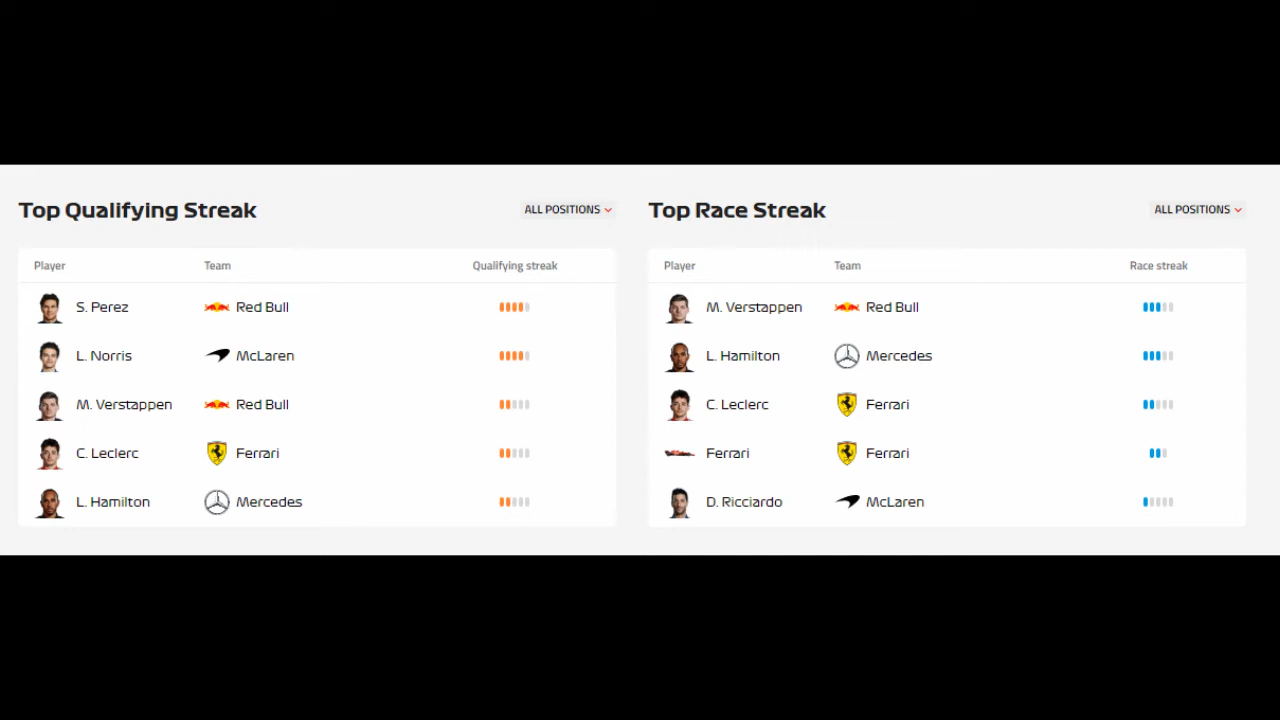 Top Qualifying Streak
ALL POSITIONS
Player Team Qualifying streak
S. Perez Red Bull
L. Norris McLaren
M. Verstappen Red Bull
C. Leclerc Ferrari
L. Hamilton Mercedes
Top Race Streak
ALL POSITIONS
Player Team Race streak
M. Verstappen Red Bull
L. Hamilton Mercedes
C. Leclerc Ferrari
Ferrari Ferrari
D. Ricciardo McLaren